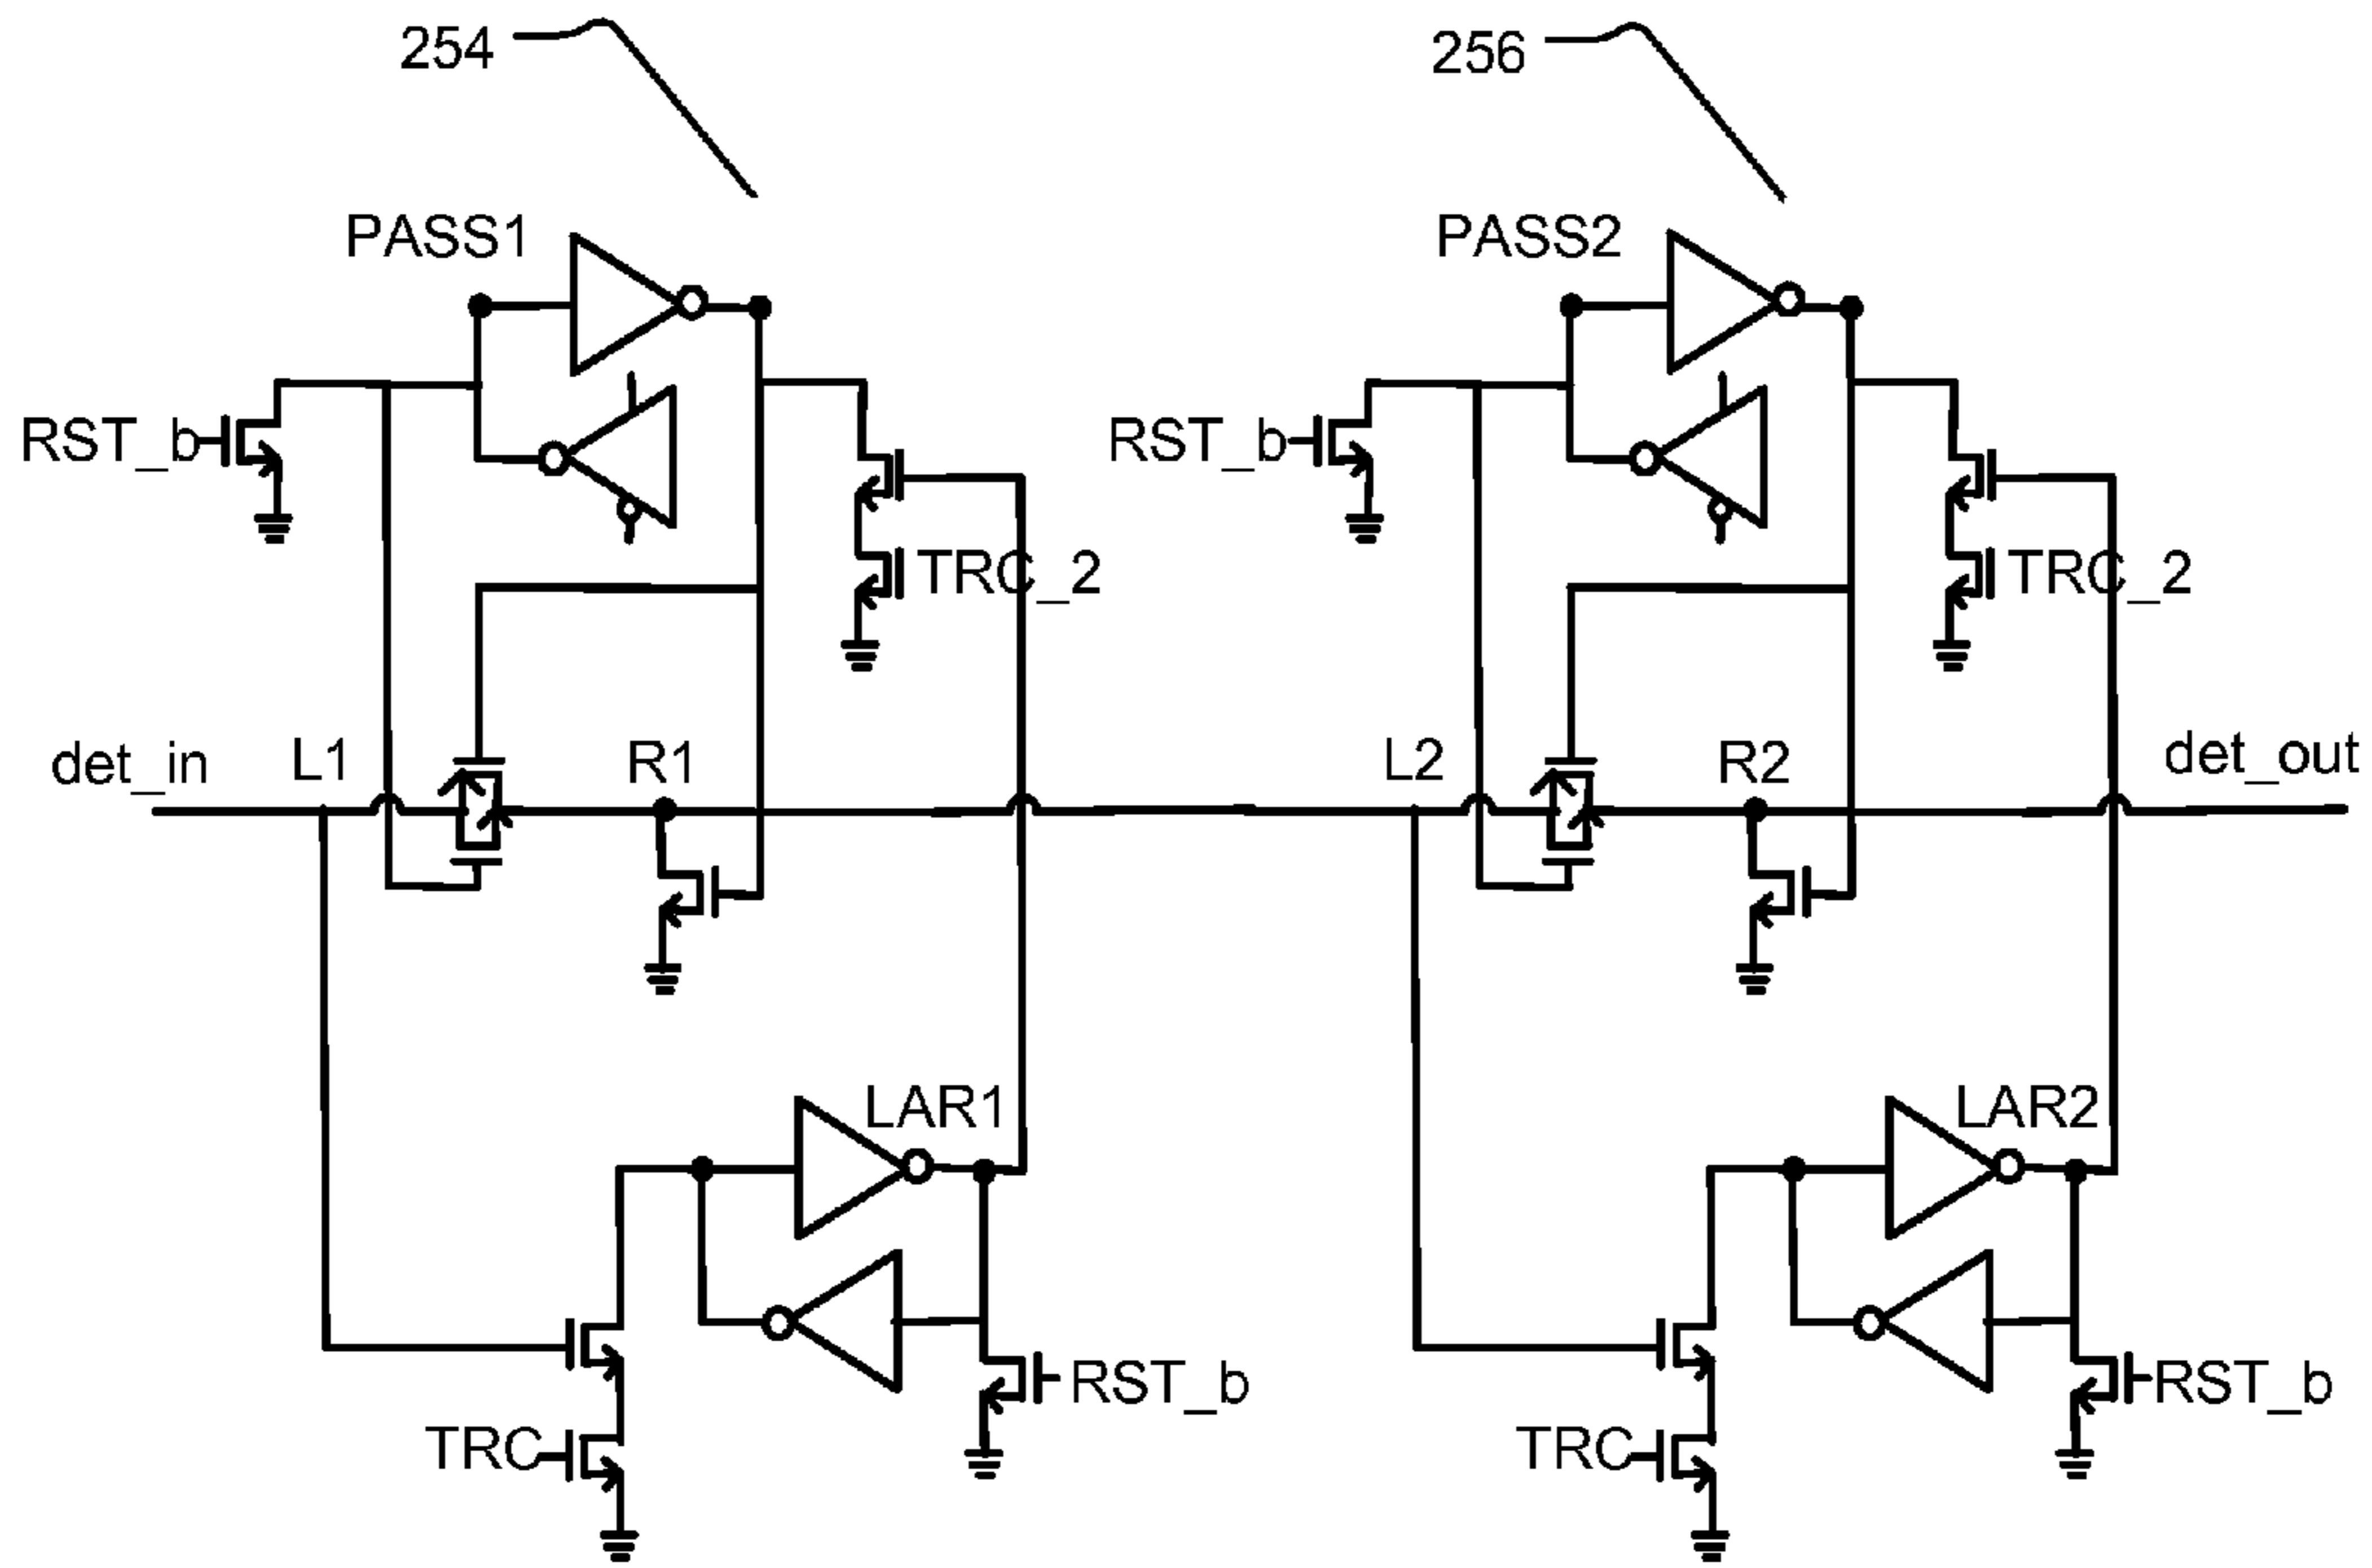 254
256
PASS1
PASS2
RST_b
RST_b
TRC_2
TRC_2
det_in
L1
R1
L2
R2
det_out
LAR1
LAR2
RST_b
RST_b
TRC
TRC